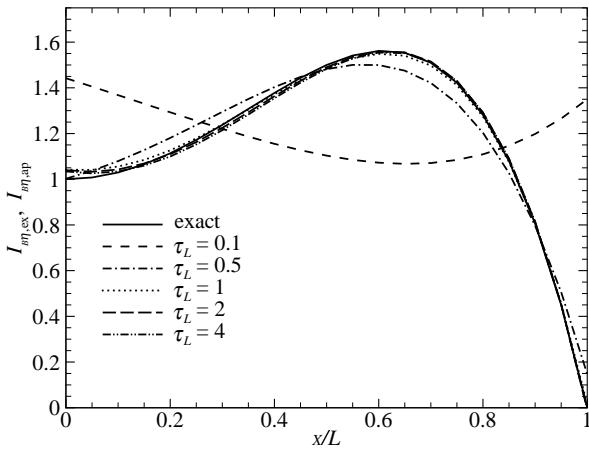 1.6
1.4
1.2
1
0.8
0.6
0.4
0.2
0
I_{Bη,ex}, I_{Bη,ap}
exact
τ_L = 0.1
τ_L = 0.5
τ_L = 1
τ_L = 2
τ_L = 4
0 0.2 0.4 0.6 0.8 1
x/L